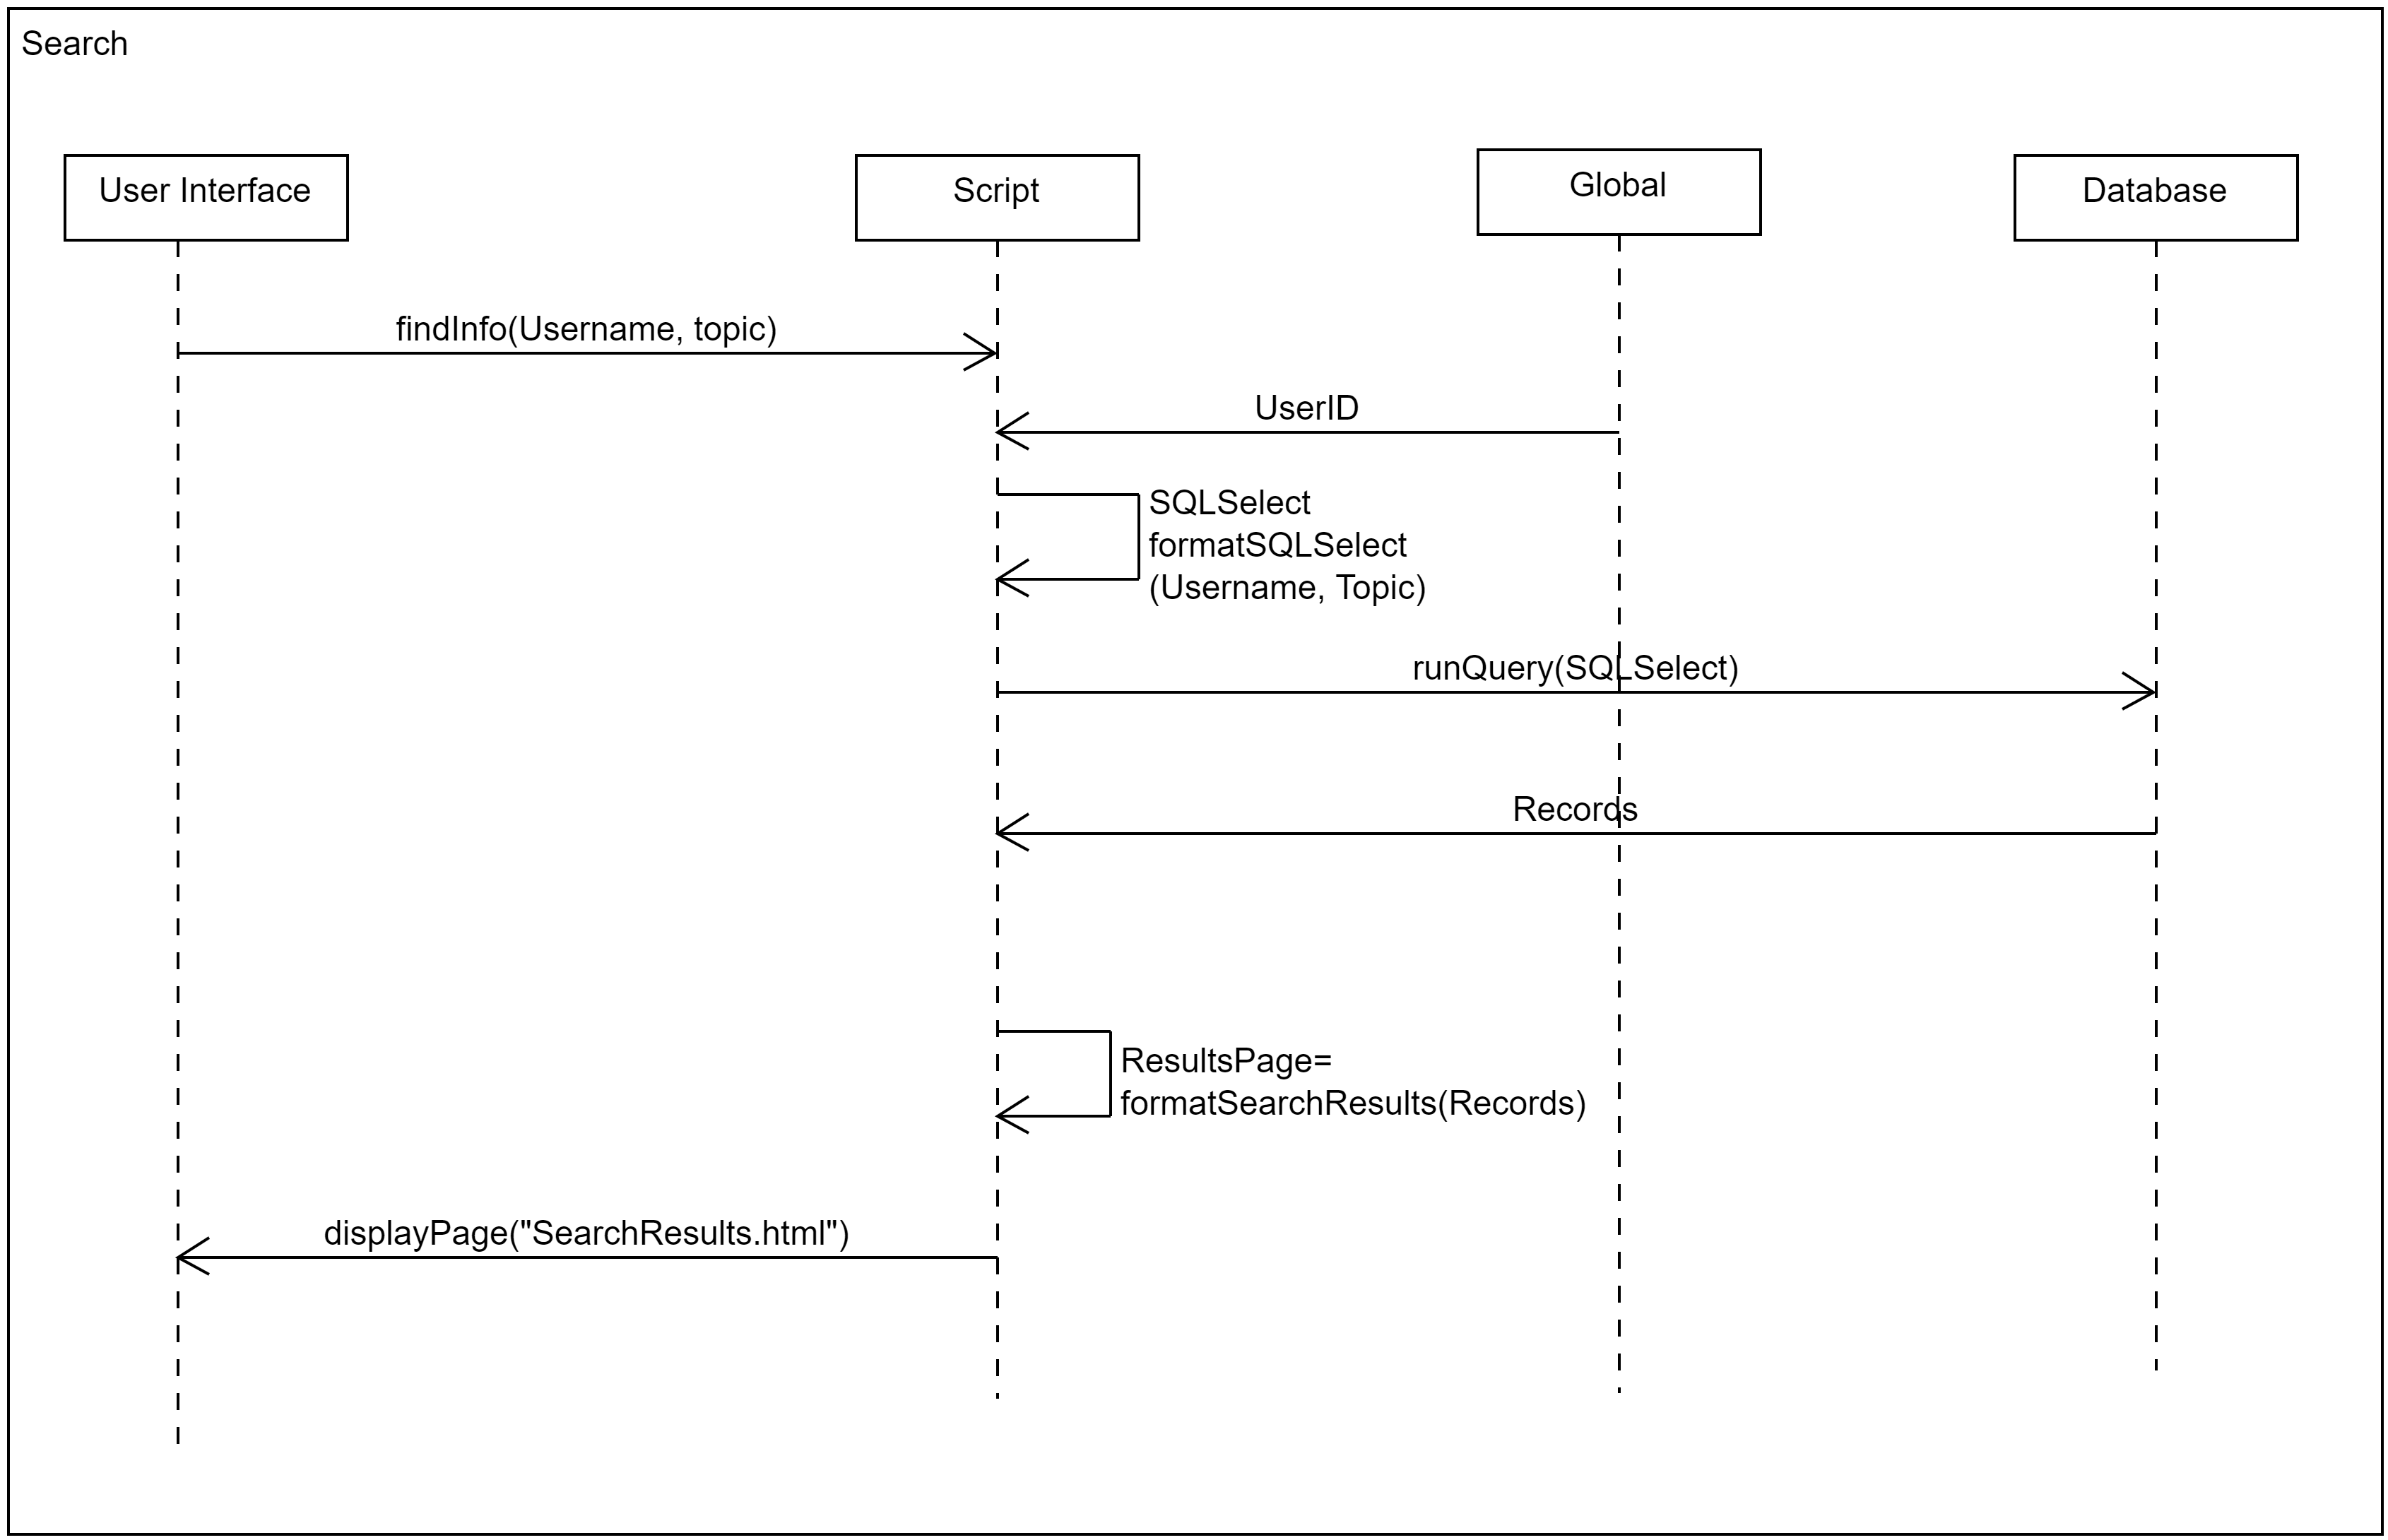 Search
User Interface
Script
Global
Database
findInfo(Username, topic)
UserID
SQLSelect
formatSQLSelect
(Username, Topic)
runQuery(SQLSelect)
Records
ResultsPage=
formatSearchResults(Records)
displayPage("SearchResults.html")